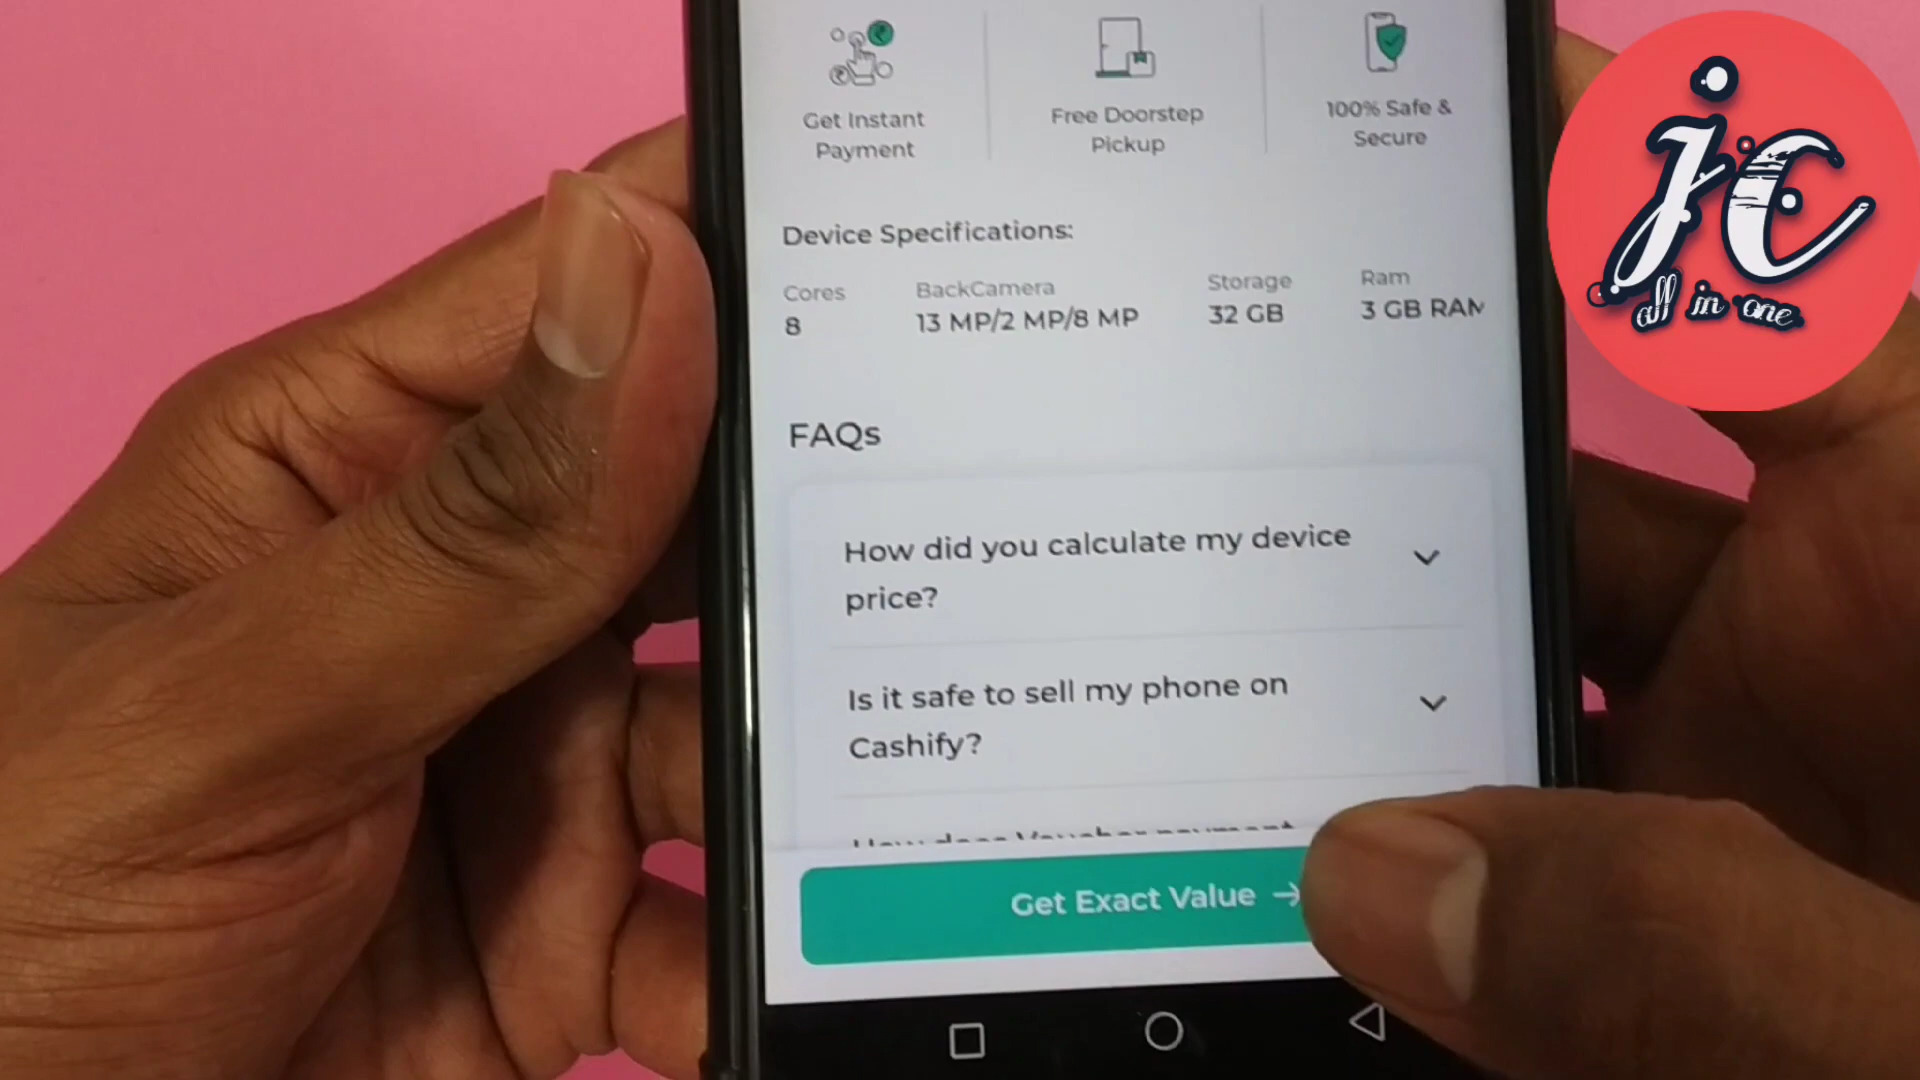 Get Instant
Payment
Free Doorstep
Pickup
100% Safe &
Secure
Device Specifications:
Cores
8
BackCamera
13 MP/2 MP/8 MP
Storage
32 GB
Ram
3 GB RAM
FAQs
How did you calculate my device
price?
Is it safe to sell my phone on
Cashify?
Get Exact Value →
jc
all in one